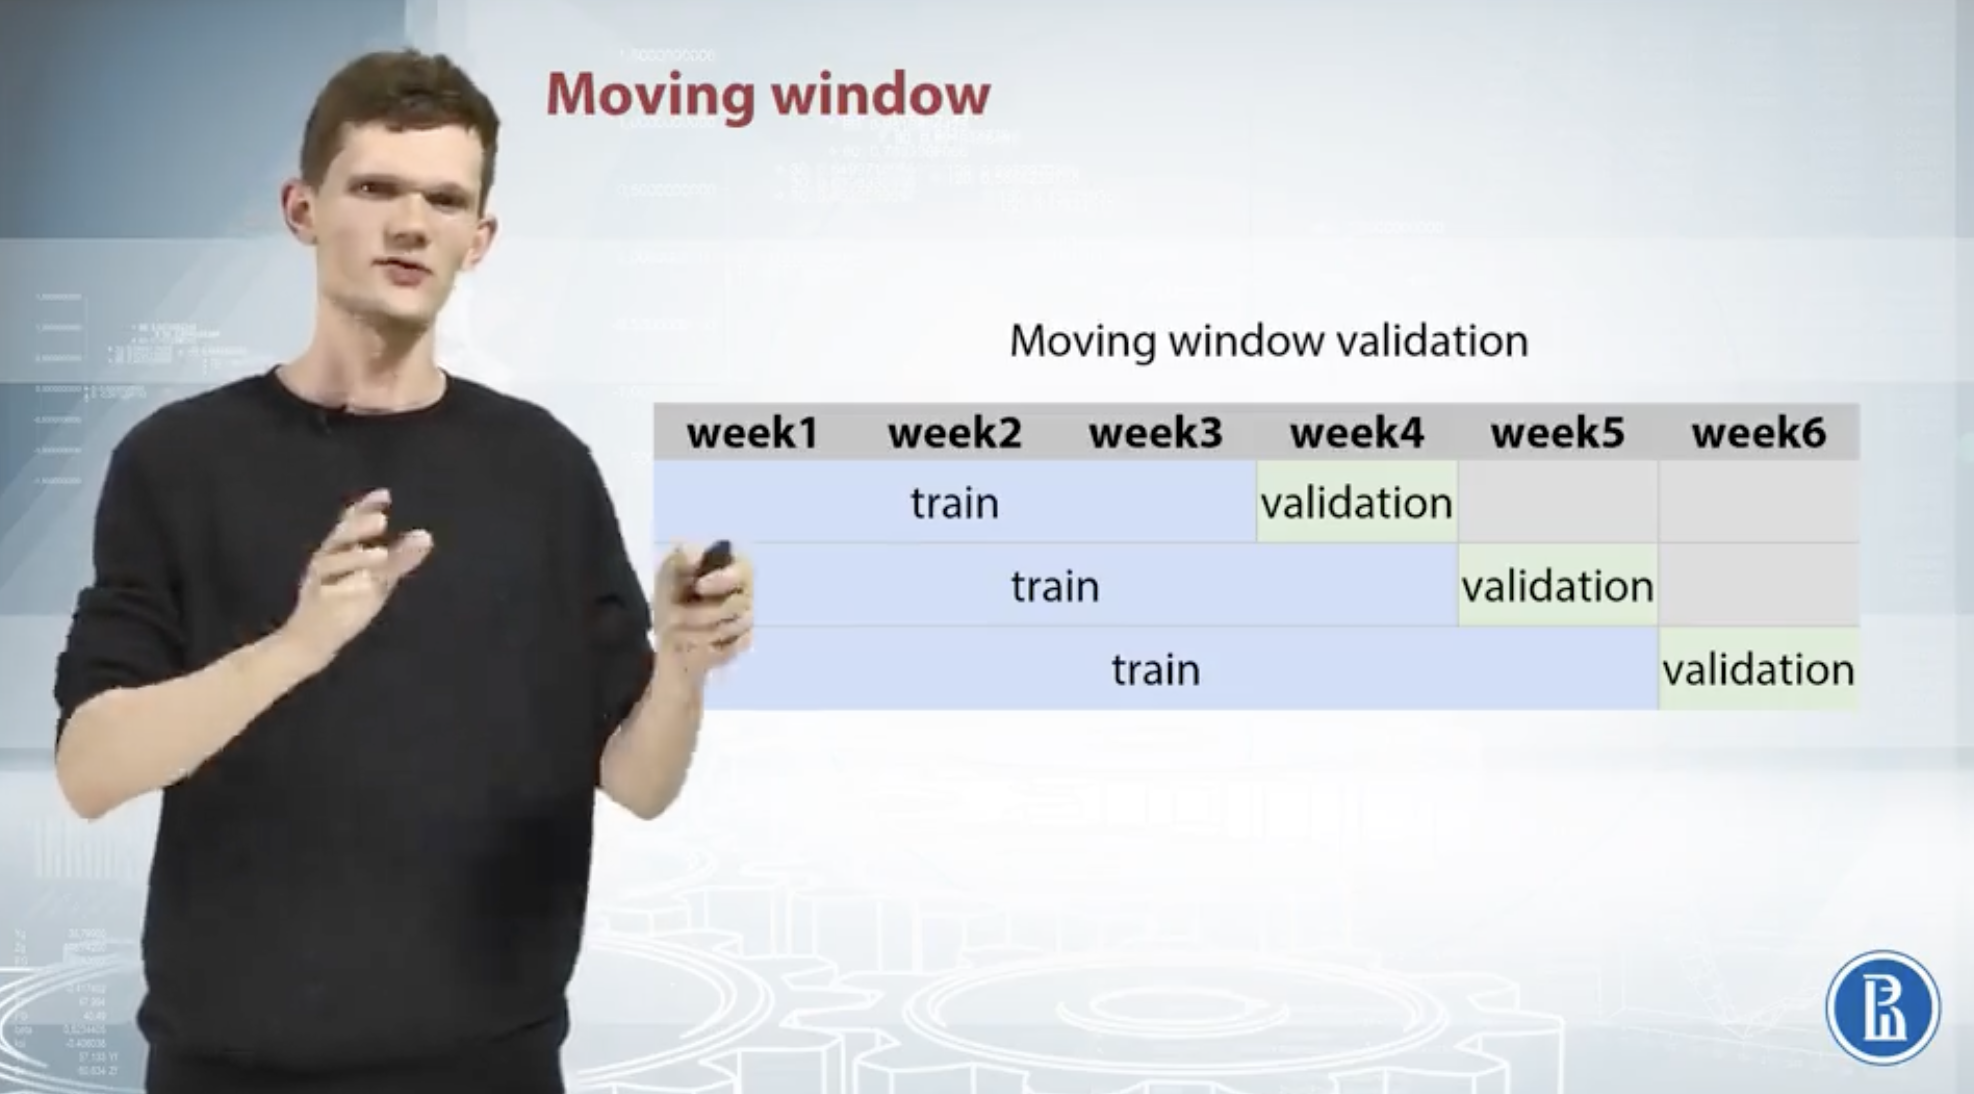 Moving window
Moving window validation
week1 week2 week3 week4 week5 week6
train validation
train validation
train validation